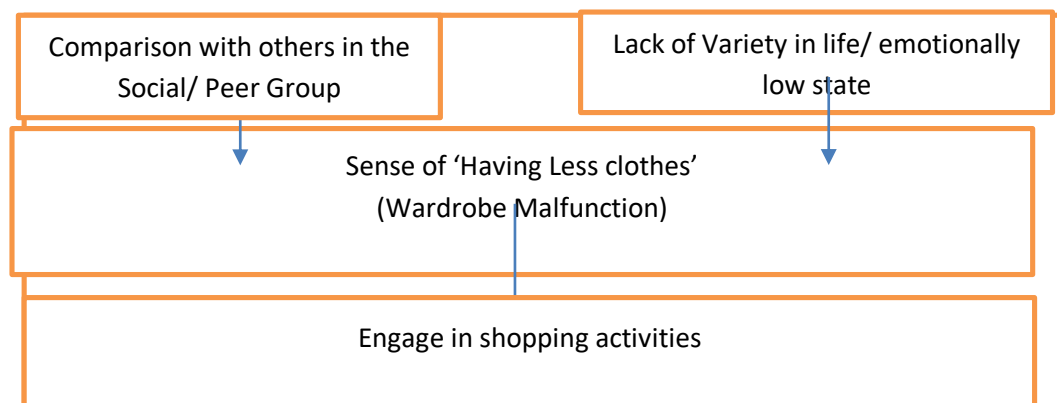 Comparison with others in the
Social/ Peer Group
Lack of Variety in life/ emotionally
low state
Sense of ‘Having Less clothes’
(Wardrobe Malfunction)
Engage in shopping activities